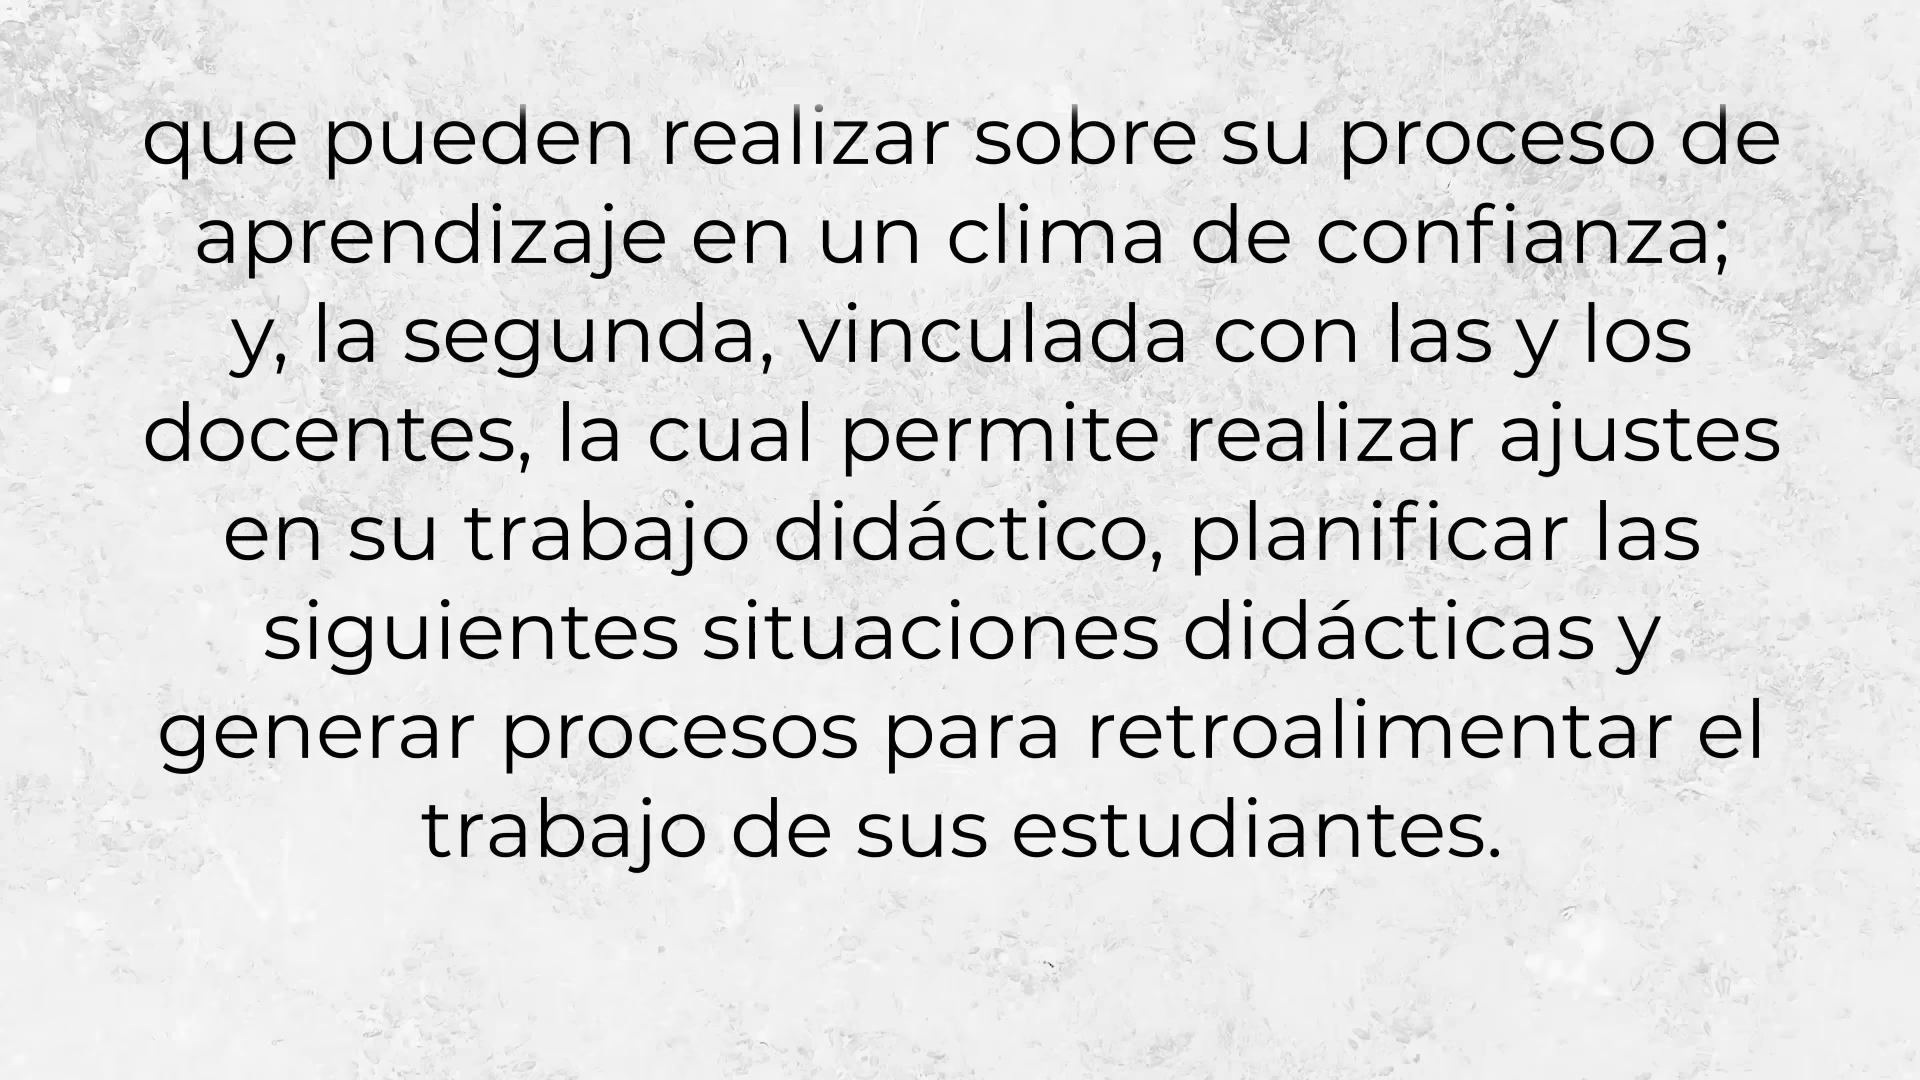 que pueden realizar sobre su proceso de
aprendizaje en un clima de confianza;
y, la segunda, vinculada con las y los
docentes, la cual permite realizar ajustes
en su trabajo didáctico, planificar las
siguientes situaciones didácticas y
generar procesos para retroalimentar el
trabajo de sus estudiantes.